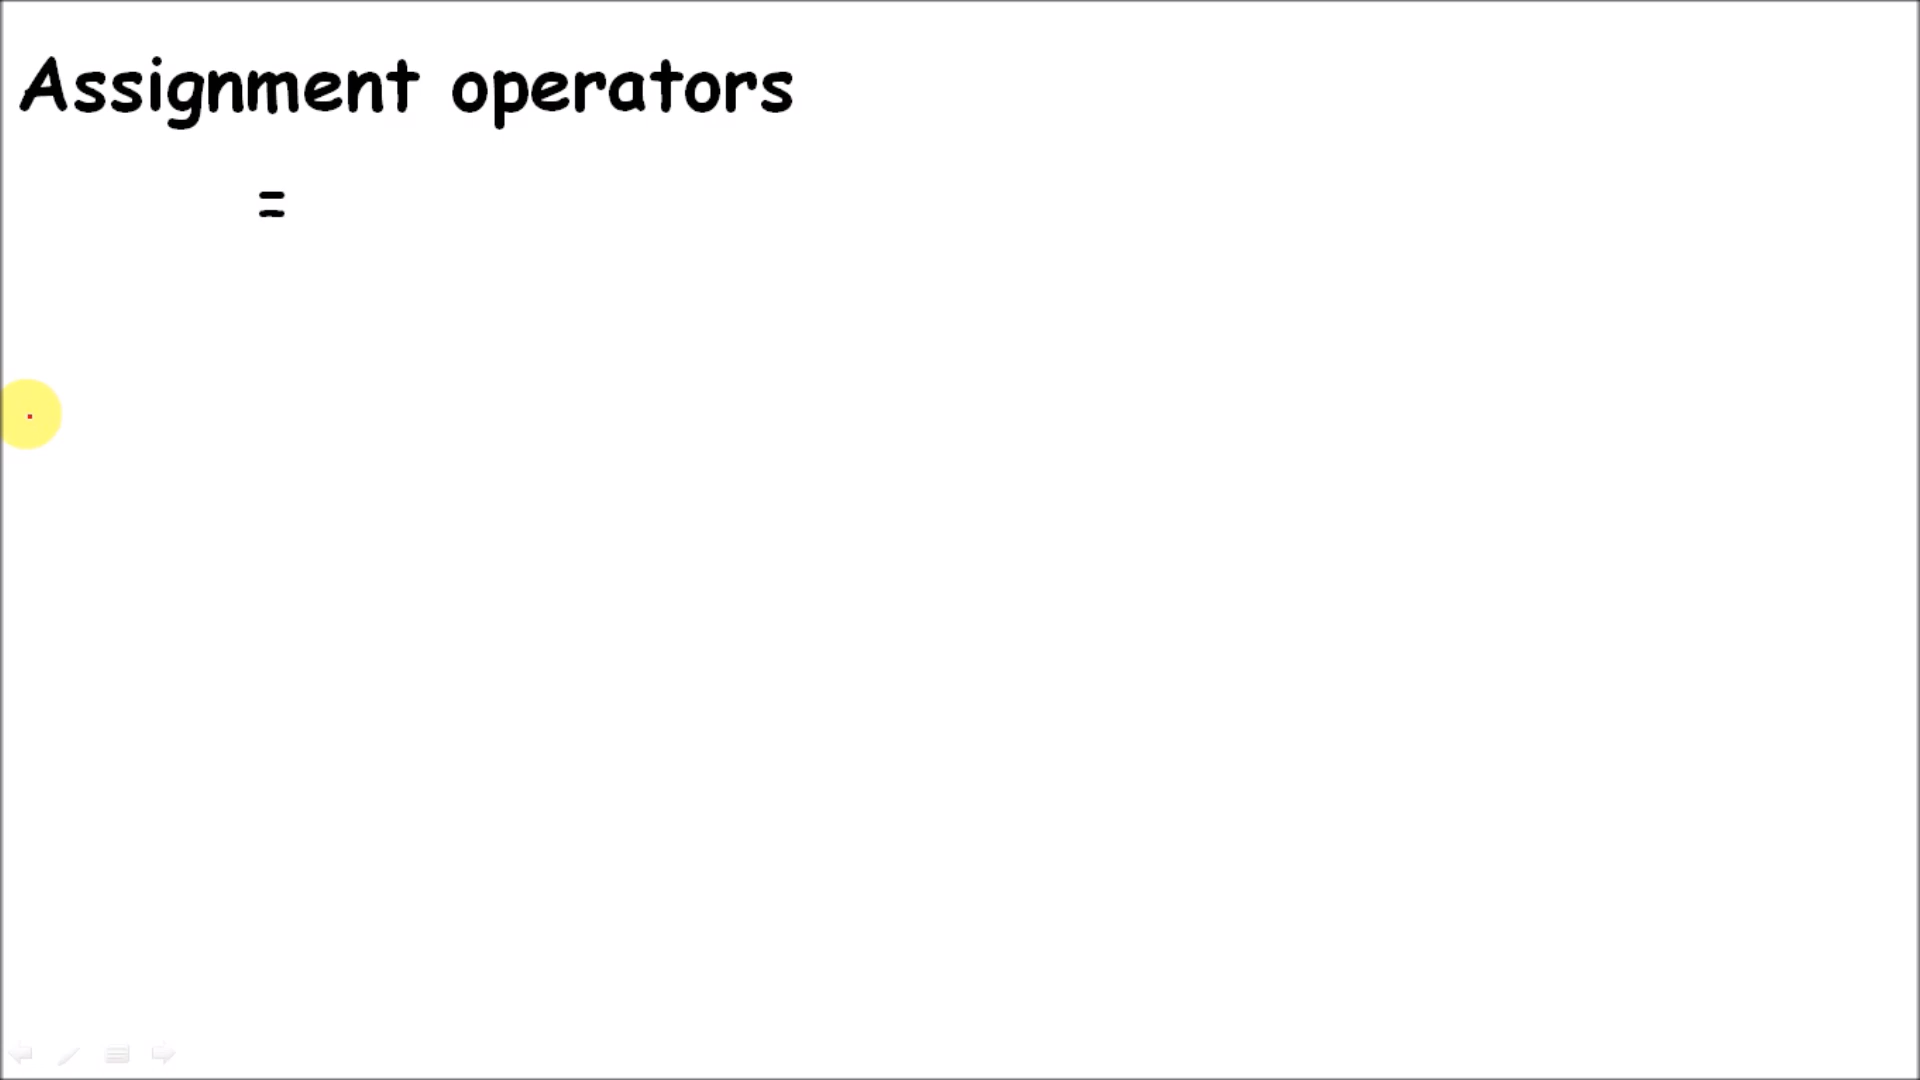 Assignment operators
=